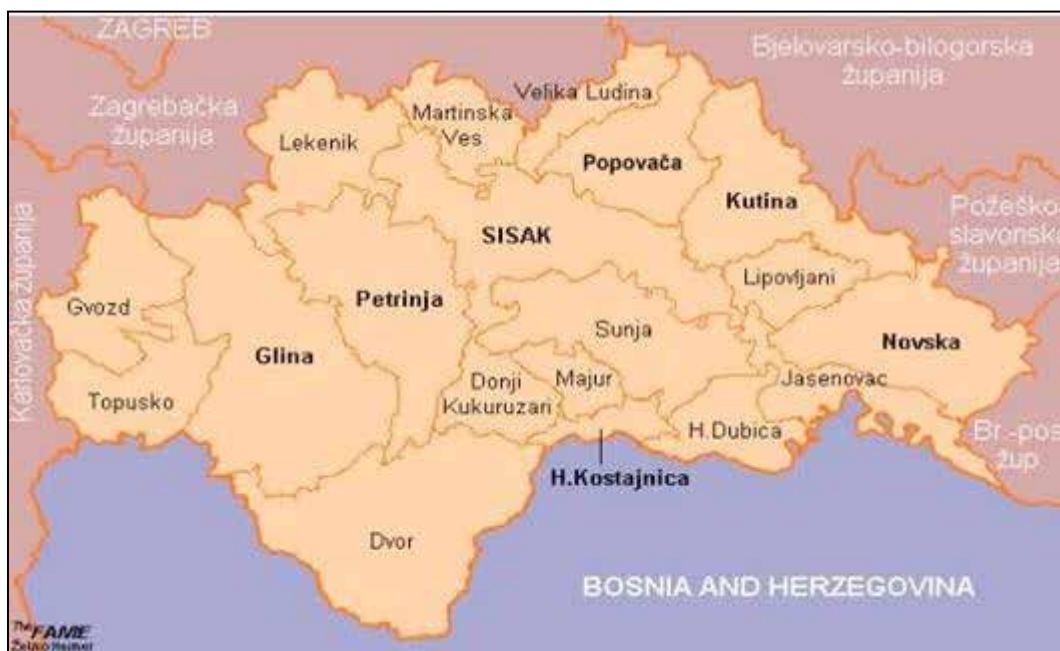 ZAGREB
Bjelovarsko-bilogorska
županija
Zagrebačka
županija
Velika Ludina
Martinska
Ves
Lekenik
Popovača
Kutina
Požeško
slavonska
županija
SISAK
Karlovačka županija
Gvozd
Petrinja
Lipovljani
Sunja
Novska
Glina
Topusko
Donji
Kukuruzari
Majur
Jasenovac
H.Dubica
Br.-pos
žup
H.Kostajnica
Dvor
BOSNIA AND HERZEGOVINA
The
FAME